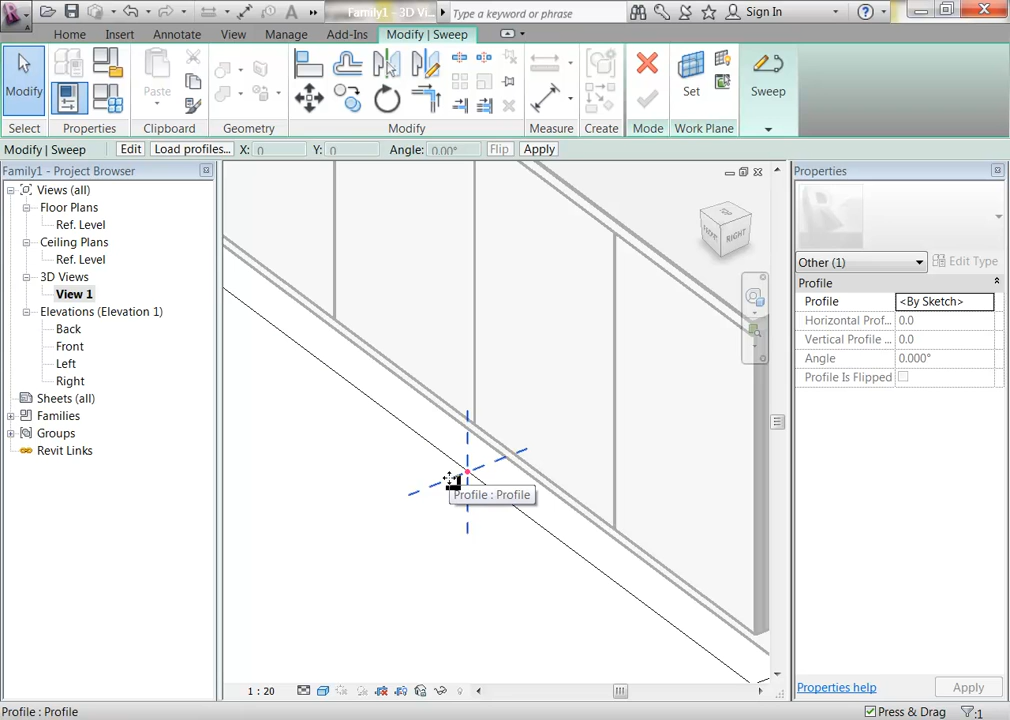 Family1 - 3D Vi...
Type a keyword or phrase
Sign In
Home
Insert
Annotate
View
Manage
Add-Ins
Modify | Sweep
Modify
Paste
Set
Sweep
Select
Properties
Clipboard
Geometry
Modify
Measure
Create
Mode
Work Plane
Modify | Sweep
Edit
Load profiles...
X: 0
Y: 0
Angle: 0.00°
Flip
Apply
Family1 - Project Browser
Views (all)
Floor Plans
Ref. Level
Ceiling Plans
Ref. Level
3D Views
View 1
Elevations (Elevation 1)
Back
Front
Left
Right
Sheets (all)
Families
Groups
Revit Links
TOP
FRONT
RIGHT
Profile : Profile
Properties
Other (1)
Edit Type
Profile
Profile <By Sketch>
Horizontal Prof... 0.0
Vertical Profile ... 0.0
Angle 0.000°
Profile Is Flipped
Properties help
Apply
1 : 20
Profile : Profile
Press & Drag
:1